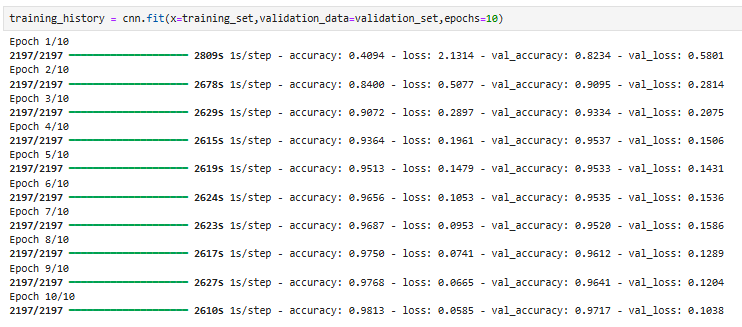 training_history = cnn.fit(x=training_set,validation_data=validation_set,epochs=10)
Epoch 1/10
2197/2197 ━━━━━━━━━━━━━━━━━━━━ 2809s 1s/step - accuracy: 0.4094 - loss: 2.1314 - val_accuracy: 0.8234 - val_loss: 0.5801
Epoch 2/10
2197/2197 ━━━━━━━━━━━━━━━━━━━━ 2678s 1s/step - accuracy: 0.8400 - loss: 0.5077 - val_accuracy: 0.9095 - val_loss: 0.2814
Epoch 3/10
2197/2197 ━━━━━━━━━━━━━━━━━━━━ 2629s 1s/step - accuracy: 0.9072 - loss: 0.2897 - val_accuracy: 0.9334 - val_loss: 0.2075
Epoch 4/10
2197/2197 ━━━━━━━━━━━━━━━━━━━━ 2615s 1s/step - accuracy: 0.9364 - loss: 0.1961 - val_accuracy: 0.9537 - val_loss: 0.1506
Epoch 5/10
2197/2197 ━━━━━━━━━━━━━━━━━━━━ 2619s 1s/step - accuracy: 0.9513 - loss: 0.1479 - val_accuracy: 0.9533 - val_loss: 0.1431
Epoch 6/10
2197/2197 ━━━━━━━━━━━━━━━━━━━━ 2624s 1s/step - accuracy: 0.9656 - loss: 0.1053 - val_accuracy: 0.9535 - val_loss: 0.1536
Epoch 7/10
2197/2197 ━━━━━━━━━━━━━━━━━━━━ 2623s 1s/step - accuracy: 0.9687 - loss: 0.0953 - val_accuracy: 0.9520 - val_loss: 0.1586
Epoch 8/10
2197/2197 ━━━━━━━━━━━━━━━━━━━━ 2617s 1s/step - accuracy: 0.9750 - loss: 0.0741 - val_accuracy: 0.9612 - val_loss: 0.1289
Epoch 9/10
2197/2197 ━━━━━━━━━━━━━━━━━━━━ 2627s 1s/step - accuracy: 0.9768 - loss: 0.0665 - val_accuracy: 0.9641 - val_loss: 0.1204
Epoch 10/10
2197/2197 ━━━━━━━━━━━━━━━━━━━━ 2610s 1s/step - accuracy: 0.9813 - loss: 0.0585 - val_accuracy: 0.9717 - val_loss: 0.1038